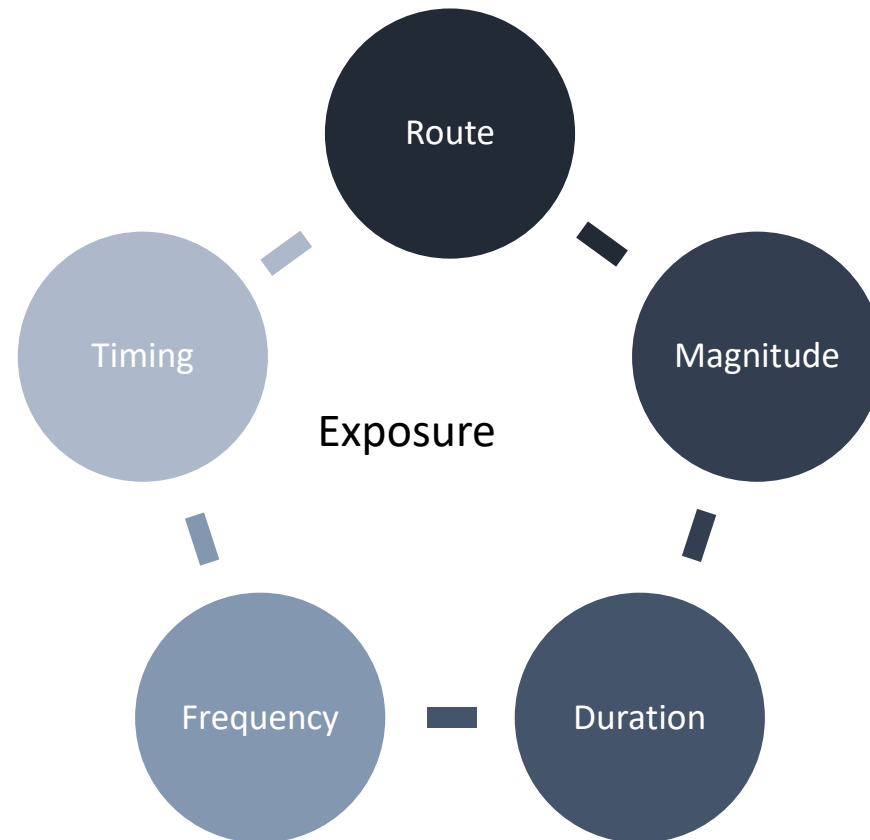 Route
Timing
Magnitude
Exposure
Frequency
Duration